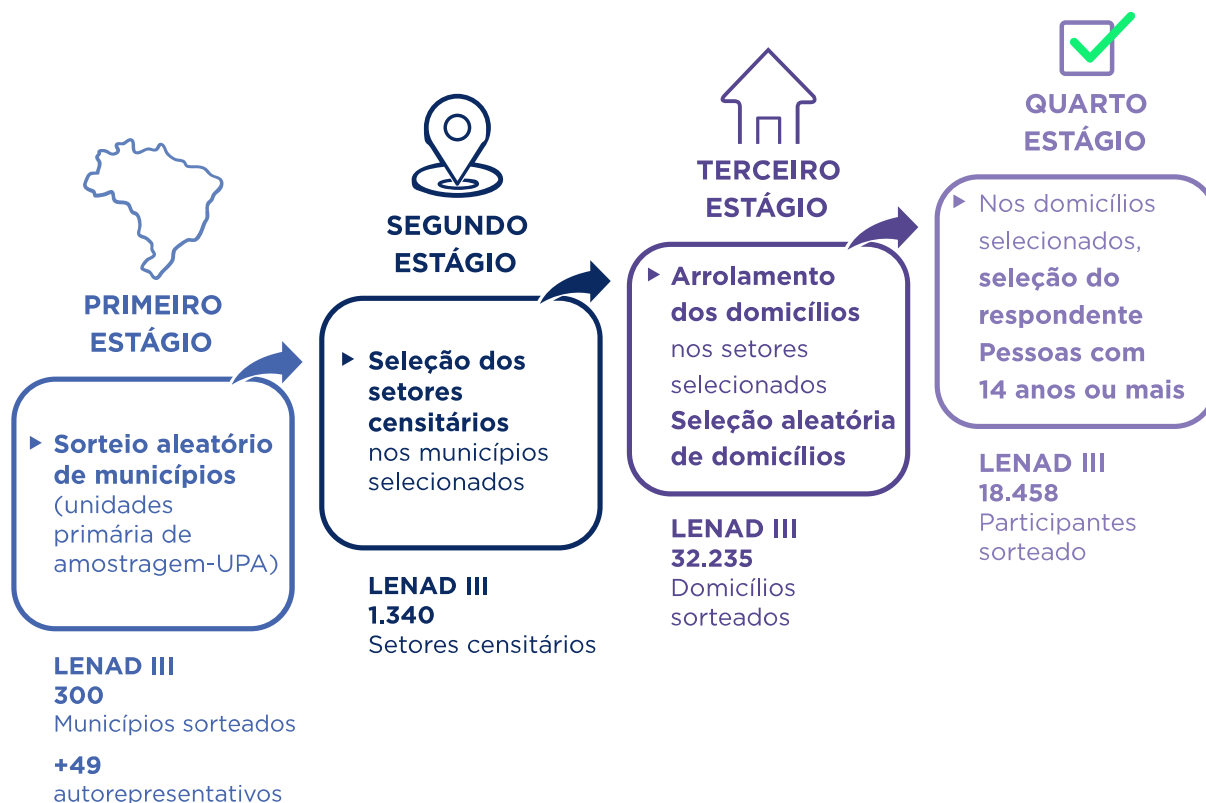 PRIMEIRO
ESTÁGIO
▸ Sorteio aleatório
de municípios
(unidades
primária de
amostragem-UPA)
LENAD III
300
Municípios sorteados
+49
autorepresentativos
SEGUNDO
ESTÁGIO
▸ Seleção dos
setores
censitários
nos municípios
selecionados
LENAD III
1.340
Setores censitários
TERCEIRO
ESTÁGIO
▸ Arrolamento
dos domicílios
nos setores
selecionados
Seleção aleatória
de domicílios
LENAD III
32.235
Domicílios
sorteados
QUARTO
ESTÁGIO
▸ Nos domicílios
selecionados,
seleção do
respondente
Pessoas com
14 anos ou mais
LENAD III
18.458
Participantes
sorteado